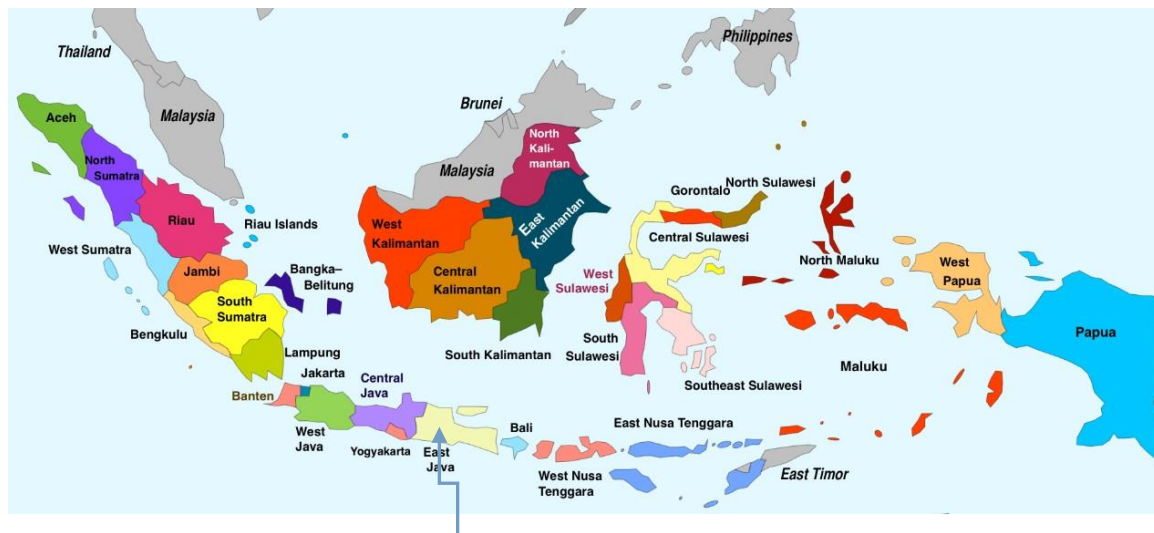 Thailand
Philippines
Malaysia
Brunei
Aceh
North
Sumatra
North
Kali-
mantan
Malaysia
Riau
Riau Islands
West Sumatra
West
Kalimantan
East
Kalimantan
Gorontalo
North Sulawesi
Central Sulawesi
Jambi
Bangka–
Belitung
Central
Kalimantan
West
Sulawesi
North Maluku
West
Papua
South
Sumatra
Bengkulu
Papua
Lampung
South Kalimantan
South
Sulawesi
Jakarta
Maluku
Central
Java
Southeast Sulawesi
Banten
West
Java
Yogyakarta
East
Java
Bali
East Nusa Tenggara
West Nusa
Tenggara
East Timor